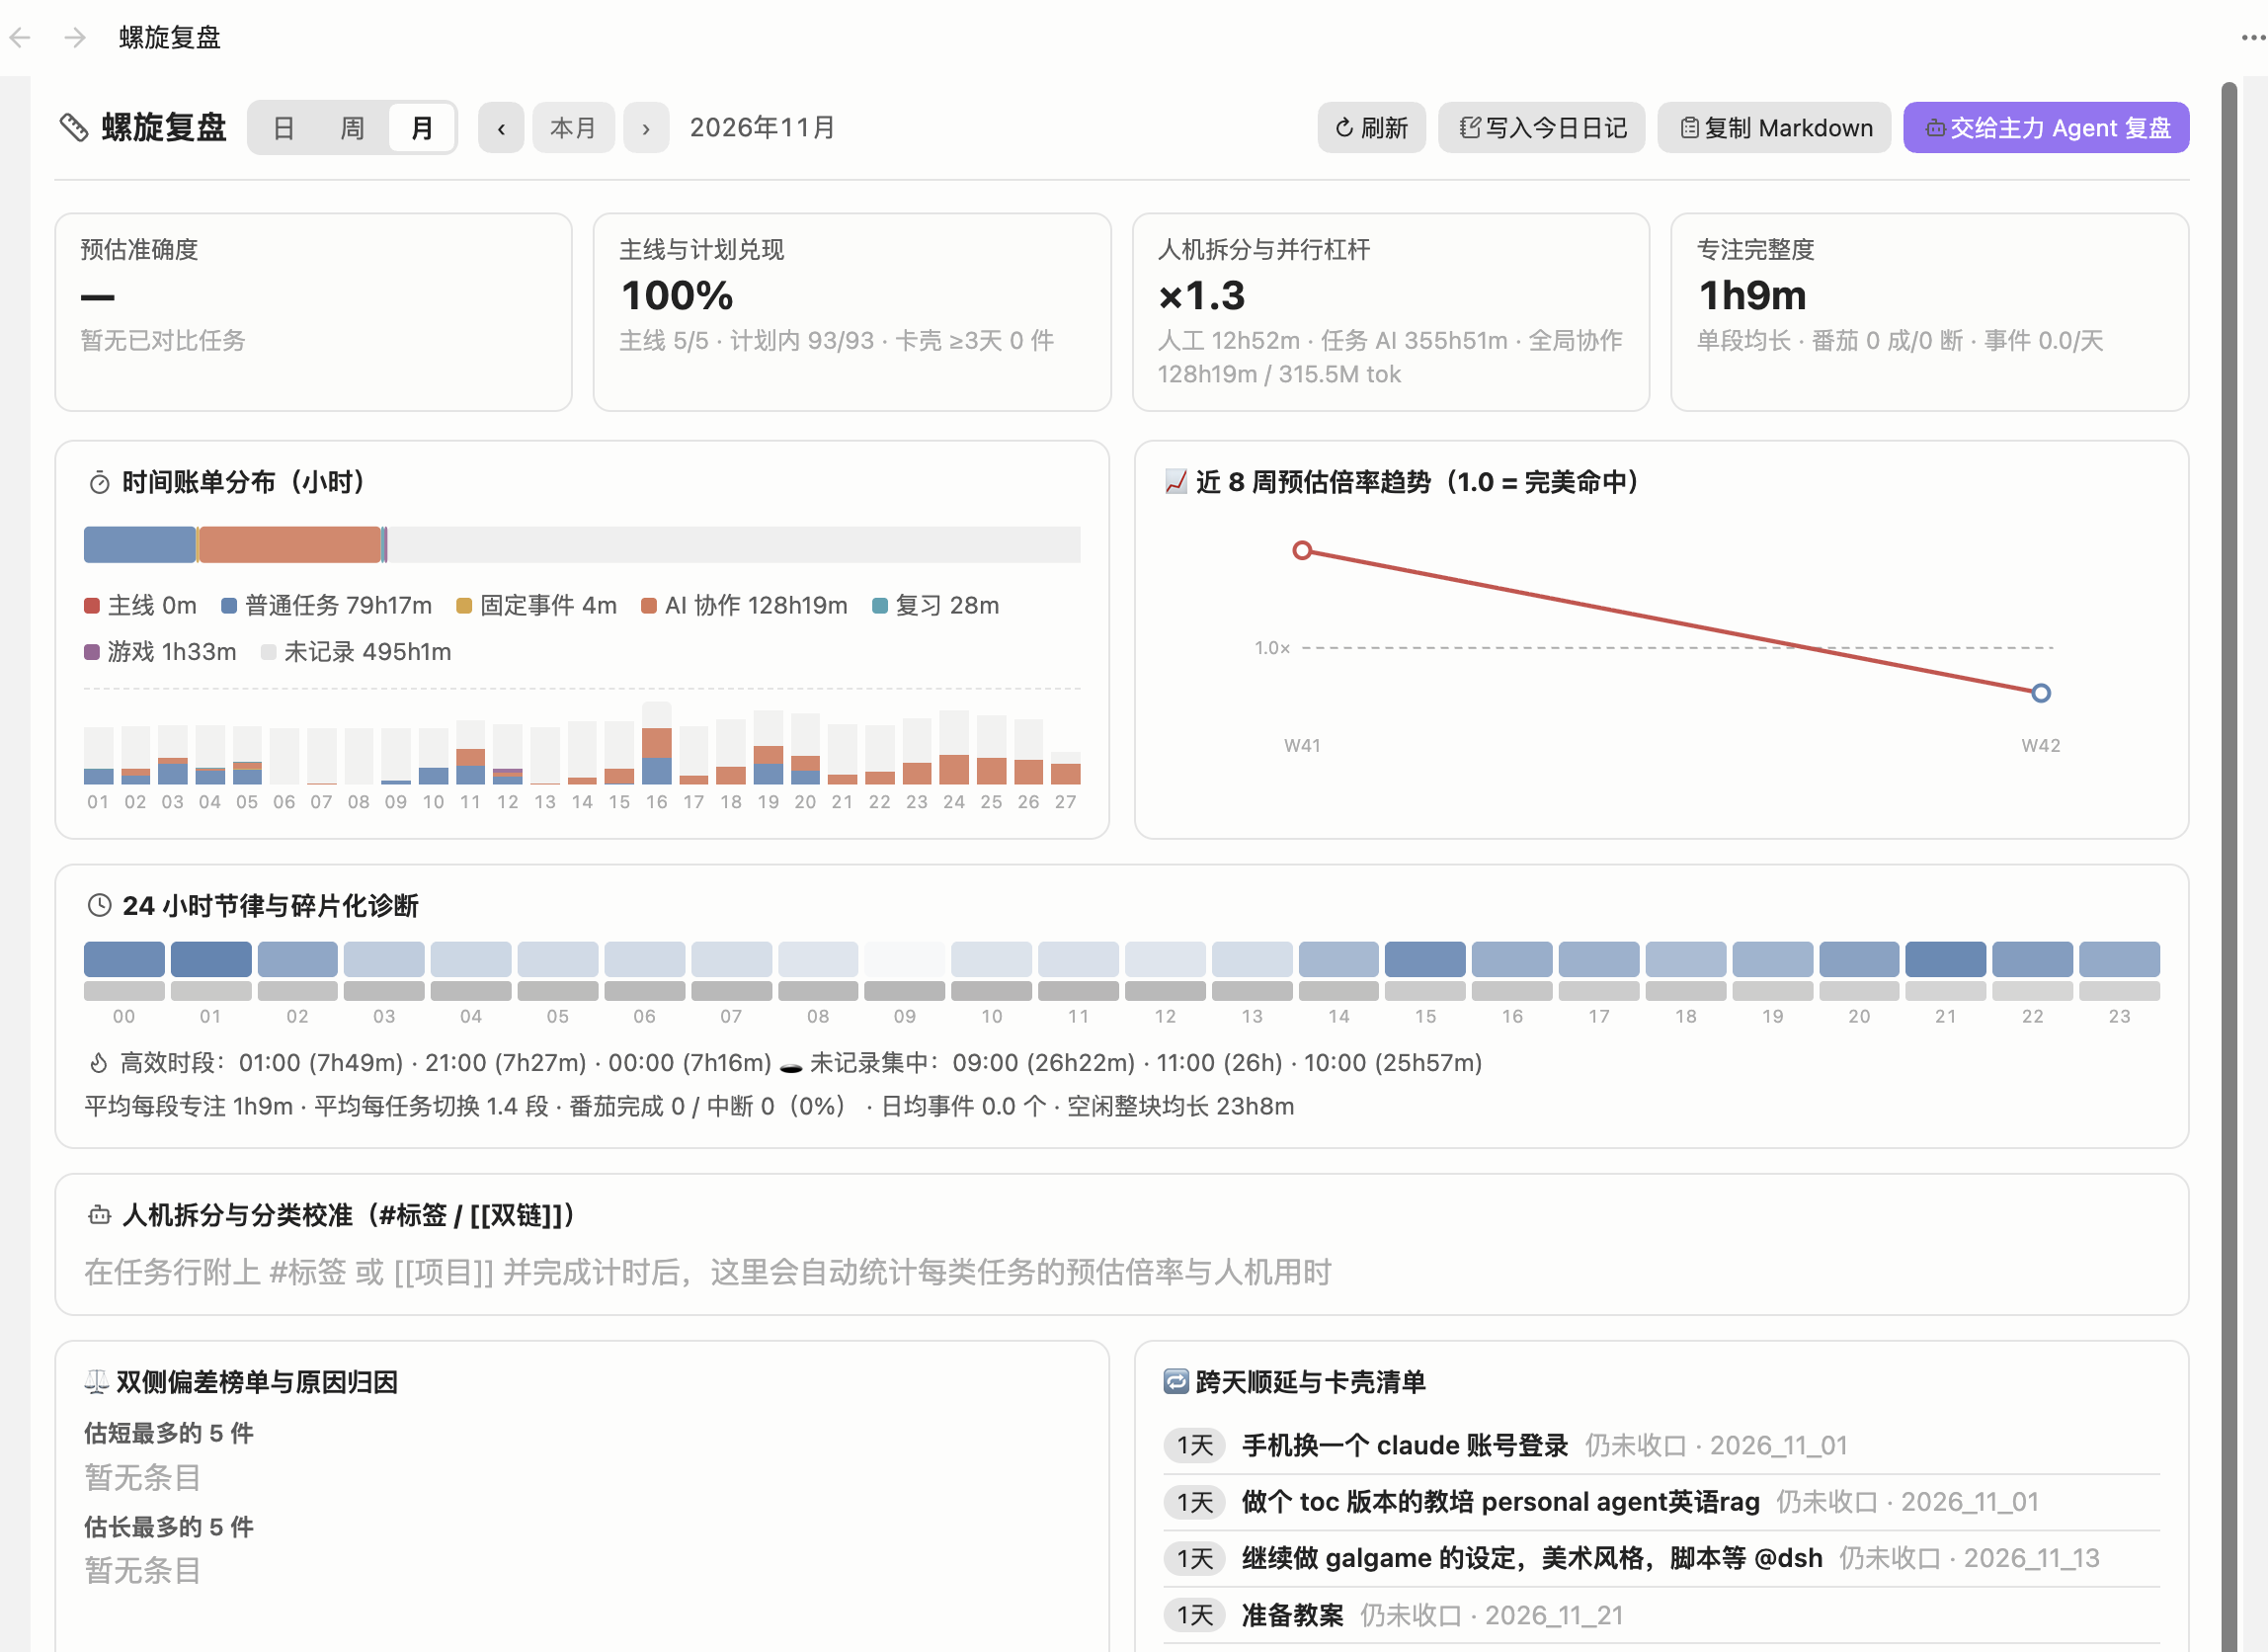 螺旋复盘
螺旋复盘 日 周 月 ‹ 本月 › 2026年11月 刷新 写入今日日记 复制 Markdown 交给主力 Agent 复盘
预估准确度
—
暂无已对比任务
主线与计划兑现
100%
主线 5/5 · 计划内 93/93 · 卡壳 ≥3天 0 件
人机拆分与并行杠杆
×1.3
人工 12h52m · 任务 AI 355h51m · 全局协作
128h19m / 315.5M tok
专注完整度
1h9m
单段均长 · 番茄 0 成/0 断 · 事件 0.0/天
时间账单分布（小时）
主线 0m 普通任务 79h17m 固定事件 4m AI 协作 128h19m 复习 28m
游戏 1h33m 未记录 495h1m
01 02 03 04 05 06 07 08 09 10 11 12 13 14 15 16 17 18 19 20 21 22 23 24 25 26 27
近 8 周预估倍率趋势（1.0 = 完美命中）
1.0×
W41 W42
24 小时节律与碎片化诊断
00 01 02 03 04 05 06 07 08 09 10 11 12 13 14 15 16 17 18 19 20 21 22 23
高效时段：01:00 (7h49m) · 21:00 (7h27m) · 00:00 (7h16m) 未记录集中：09:00 (26h22m) · 11:00 (26h) · 10:00 (25h57m)
平均每段专注 1h9m · 平均每任务切换 1.4 段 · 番茄完成 0 / 中断 0（0%） · 日均事件 0.0 个 · 空闲整块均长 23h8m
人机拆分与分类校准（#标签 / [[双链]]）
在任务行附上 #标签 或 [[项目]] 并完成计时后，这里会自动统计每类任务的预估倍率与人机用时
双侧偏差榜单与原因归因
估短最多的 5 件
暂无条目
估长最多的 5 件
暂无条目
跨天顺延与卡壳清单
1天 手机换一个 claude 账号登录 仍未收口 · 2026_11_01
1天 做个 toc 版本的教培 personal agent英语rag 仍未收口 · 2026_11_01
1天 继续做 galgame 的设定，美术风格，脚本等 @dsh 仍未收口 · 2026_11_13
1天 准备教案 仍未收口 · 2026_11_21